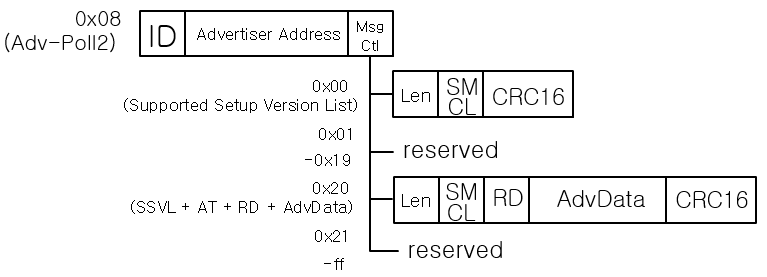 0x08
(Adv-Poll2)
ID
Advertiser Address
Msg
Ctl
0x00
(Supported Setup Version List)
Len
SM
CL
CRC16
0x01
-0x19
reserved
0x20
(SSVL + AT + RD + AdvData)
Len
SM
CL
RD
AdvData
CRC16
0x21
-ff
reserved